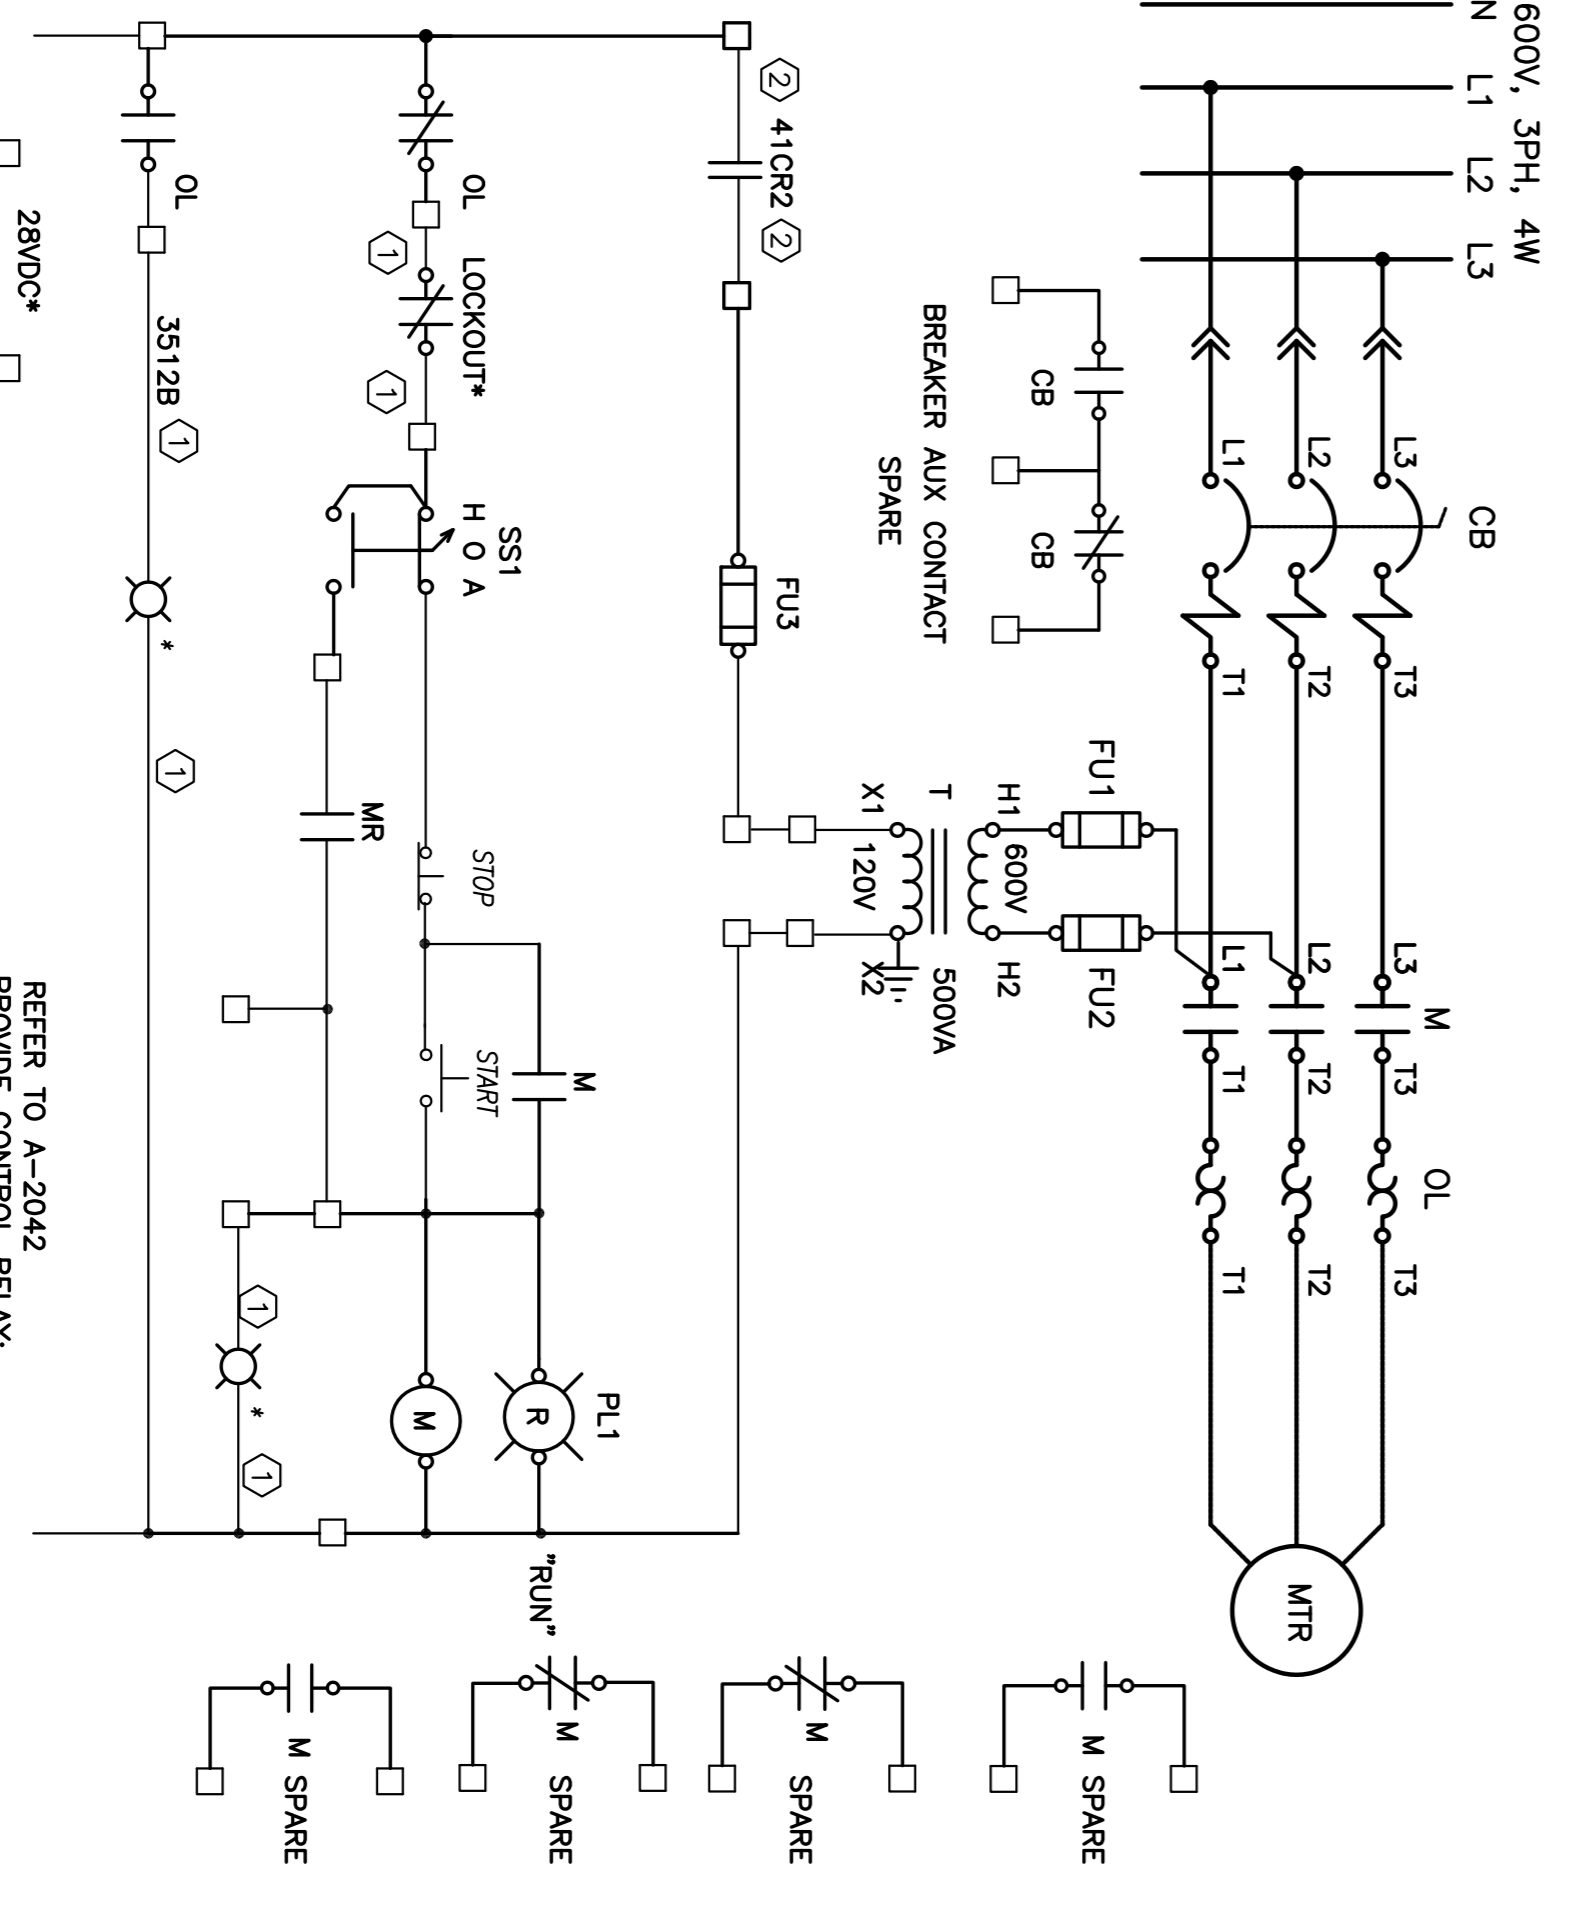 600V, 3PH, 4W
N
L1
L2
L3
CB
L3
L2
L1
T3
T2
T1
L3
L2
L1
M
T3
T2
T1
OL
T3
T2
T1
MTR
CB
CB
BREAKER AUX CONTACT
SPARE
FU1
FU2
H1
600V
H2
T
500VA
X1
120V
X2
2
41CR2
2
FU3
OL
LOCKOUT*
1
1
SS1
H O A
STOP
START
M
PL1
R
M
"RUN"
MR
1
*
1
OL
3512B
1
*
1
28VDC*
REFER TO A-2042
PROVIDE CONTROL RELAY.
M SPARE
M SPARE
M SPARE
M SPARE